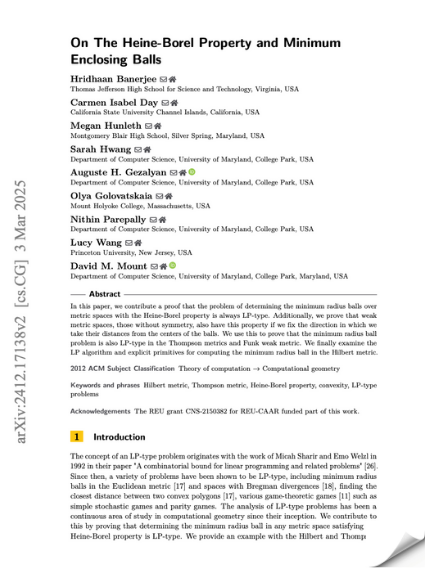 On The Heine-Borel Property and Minimum
Enclosing Balls
Hridhaan Banerjee
Thomas Jefferson High School for Science and Technology, Virginia, USA
Carmen Isabel Day
California State University Channel Islands, California, USA
Megan Hunleth
Montgomery Blair High School, Silver Spring, Maryland, USA
Sarah Hwang
Department of Computer Science, University of Maryland, College Park, USA
Auguste H. Gezalyan
Department of Computer Science, University of Maryland, College Park, USA
Olya Golovatskaia
Mount Holyoke College, Massachusetts, USA
Nithin Parepally
Department of Computer Science, University of Maryland, College Park, USA
Lucy Wang
Princeton University, New Jersey, USA
David M. Mount
Department of Computer Science, University of Maryland, College Park, Maryland, USA
Abstract
In this paper, we contribute a proof that the problem of determining the minimum radius balls over
metric spaces with the Heine-Borel property is always LP-type. Additionally, we prove that weak
metric spaces, those without symmetry, also have this property if we fix the direction in which we
take their distances from the centers of the balls. We use this to prove that the minimum radius ball
problem is also LP-type in the Thompson metrics and Funk weak metric. We finally examine the
LP algorithm and explicit primitives for computing the minimum radius ball in the Hilbert metric.
2012 ACM Subject Classification Theory of computation → Computational geometry
Keywords and phrases Hilbert metric, Thompson metric, Heine-Borel property, convexity, LP-type
problems
Acknowledgements The REU grant CNS-2150382 for REU-CAAR funded part of this work.
1 Introduction
The concept of an LP-type problem originates with the work of Micah Sharir and Emo Welzl in
1992 in their paper "A combinatorial bound for linear programming and related problems" [26].
Since then, a variety of problems have been shown to be LP-type, including minimum radius
balls in the Euclidean metric [17] and spaces with Bregman divergences [18], finding the
closest distance between two convex polygons [17], various game-theoretic games [11] such as
simple stochastic games and parity games. The analysis of LP-type problems has been a
continuous area of study in computational geometry since their inception. We contribute to
this by proving that determining the minimum radius ball in any metric space satisfying
Heine-Borel property is LP-type. We provide an example with the Hilbert and Thomp
arXiv:2412.17138v2 [cs.CG] 3 Mar 2025